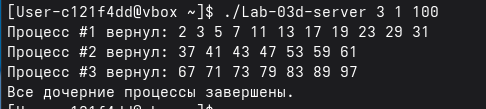 [User-c121f4dd@vbox ~]$ ./Lab-03d-server 3 1 100
Процесс #1 вернул: 2 3 5 7 11 13 17 19 23 29 31
Процесс #2 вернул: 37 41 43 47 53 59 61
Процесс #3 вернул: 67 71 73 79 83 89 97
Все дочерние процессы завершены.